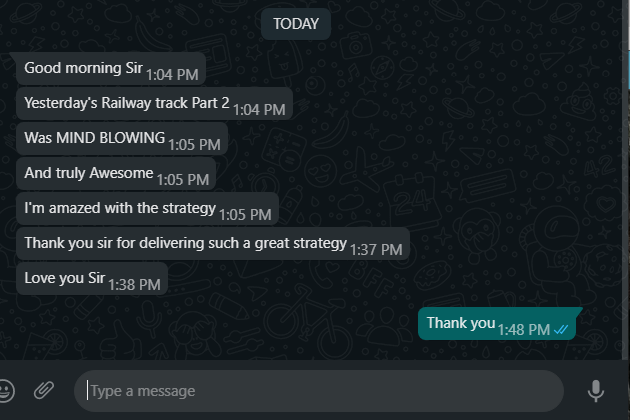 TODAY
Good morning Sir 1:04 PM
Yesterday's Railway track Part 2 1:04 PM
Was MIND BLOWING 1:05 PM
And truly Awesome 1:05 PM
I'm amazed with the strategy 1:05 PM
Thank you sir for delivering such a great strategy 1:37 PM
Love you Sir 1:38 PM
Thank you 1:48 PM
Type a message